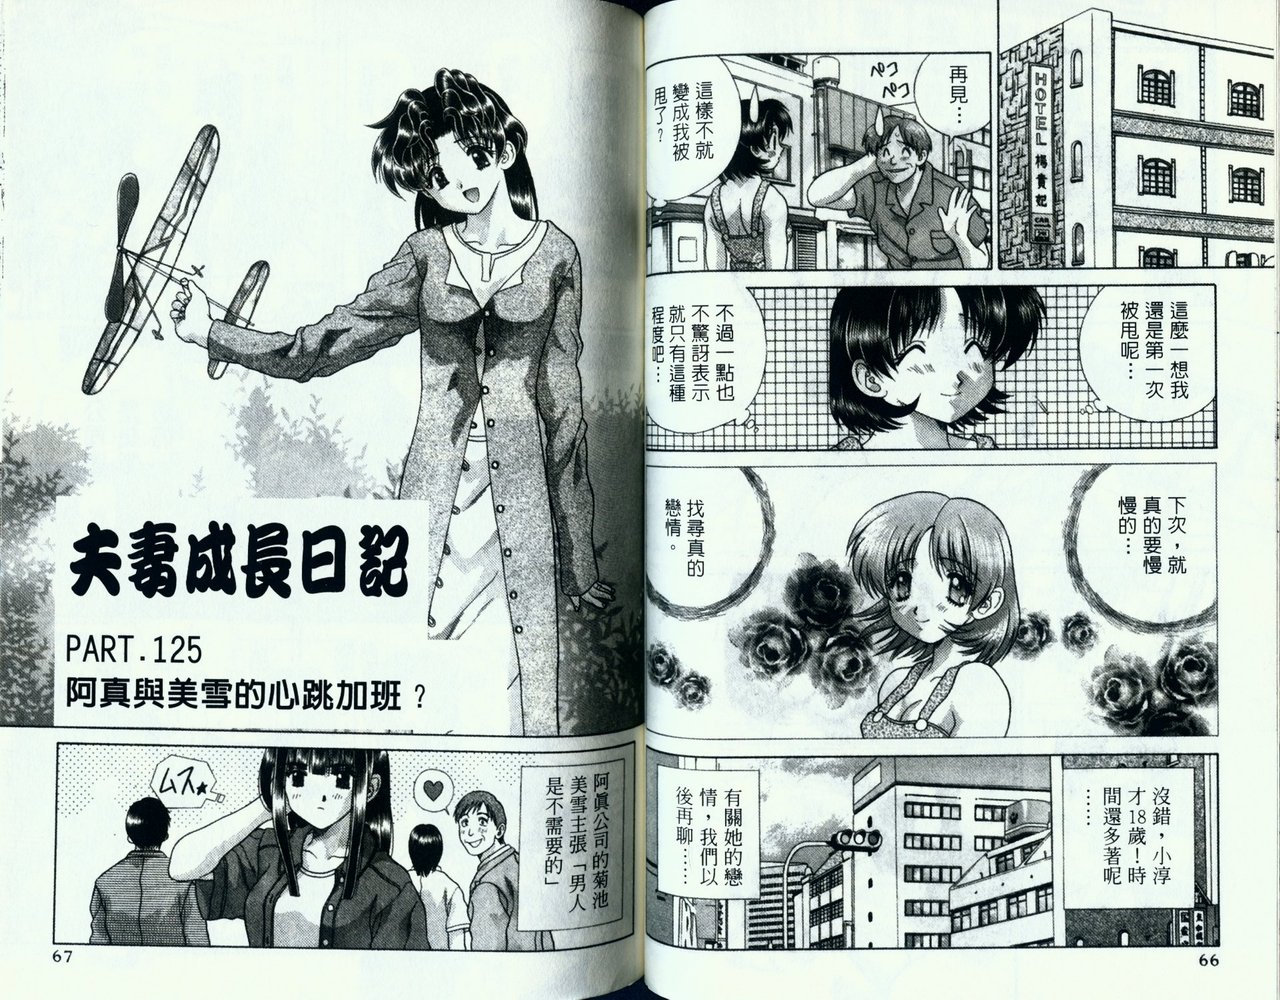 HOTEL 楊貴妃
CAR
再見…
ペコ
ペコ
這樣不就
變成我被
甩了？
這麼一想我
還是第一次
被甩呢…
不過一點也
不驚訝表示
就只有這種
程度吧…
下次，就
真的要慢
慢的…
找尋真的
戀情。
沒錯，小淳
才18歲！時
間還多著呢
……
有關她的戀
情，我們以
後再聊……
66
夫妻成長日記
PART.125
阿真與美雪的心跳加班？
阿真公司的菊池
美雪主張「男人
是不需要的」
ムス
67